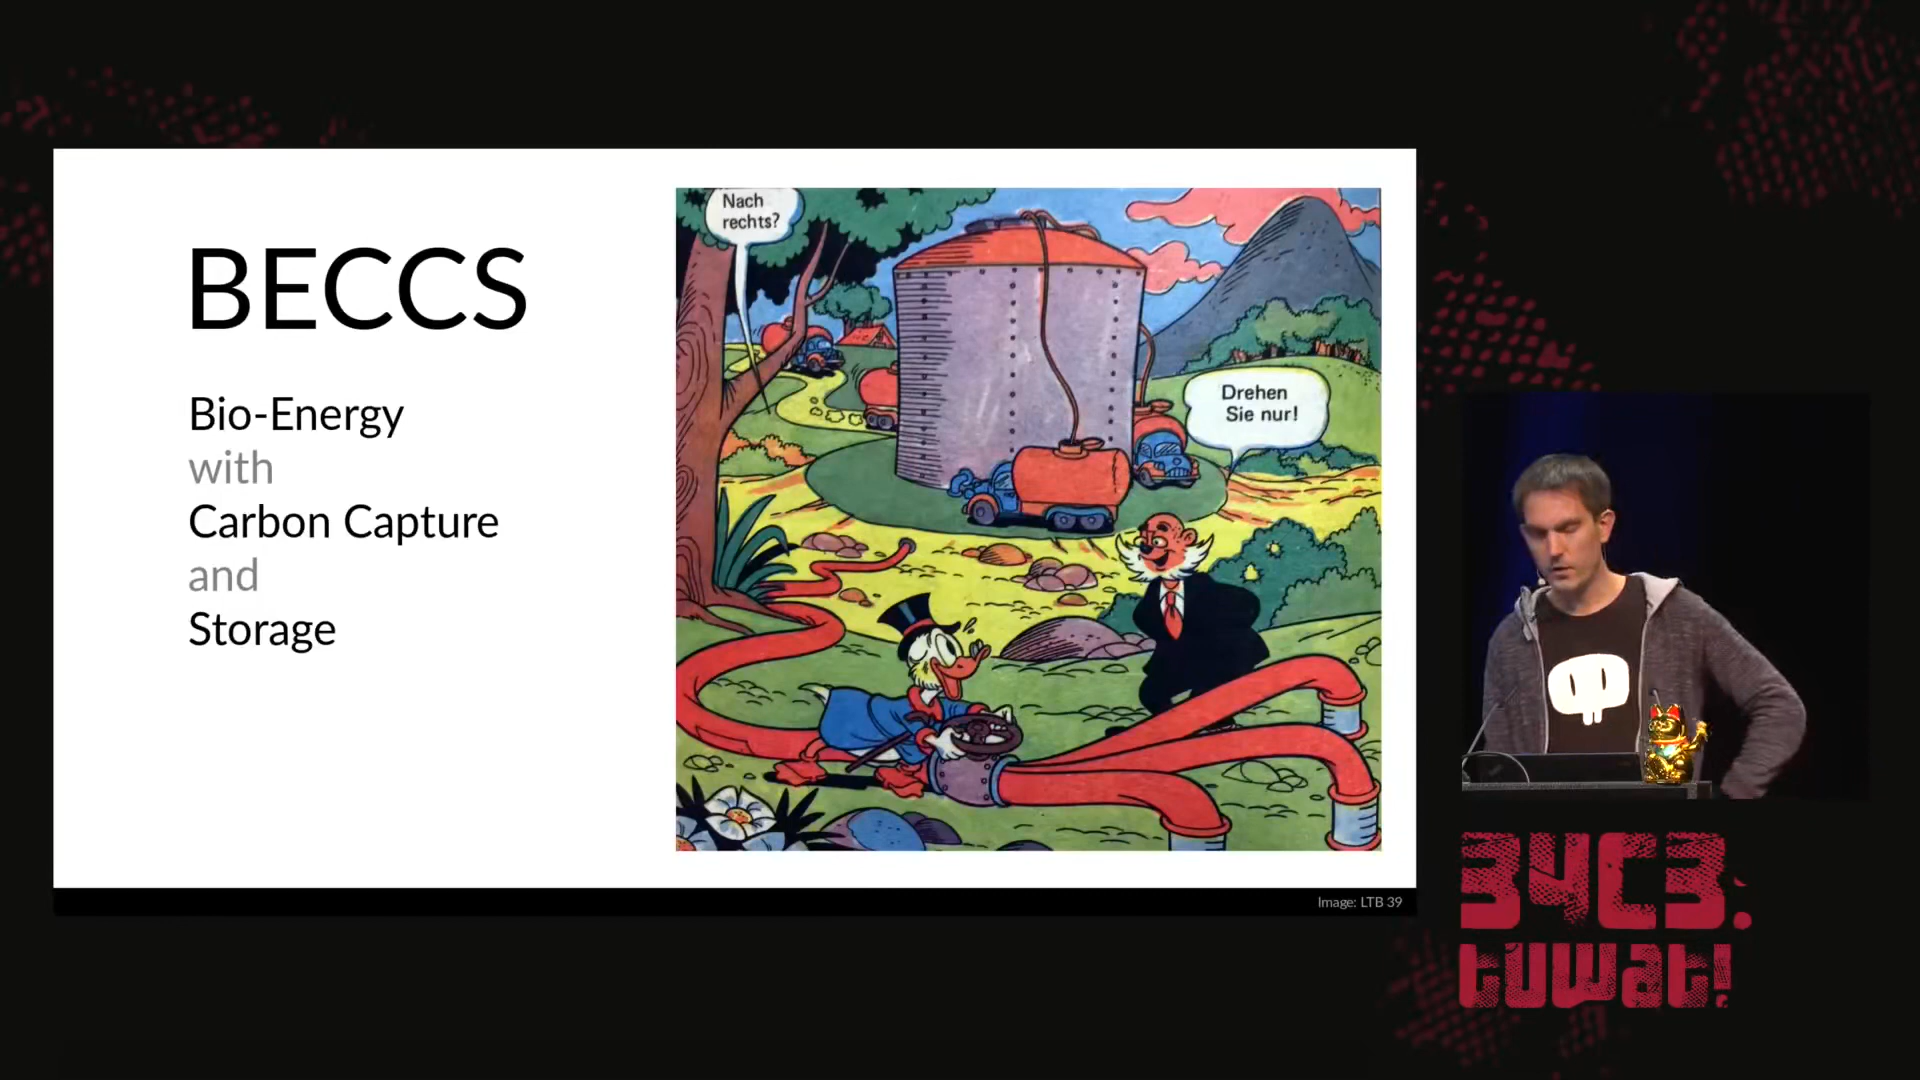 BECCS
Bio-Energy
with
Carbon Capture
and
Storage
Nach
rechts?
Drehen
Sie nur!
Image: LTB 39
34C3.
tuwat!